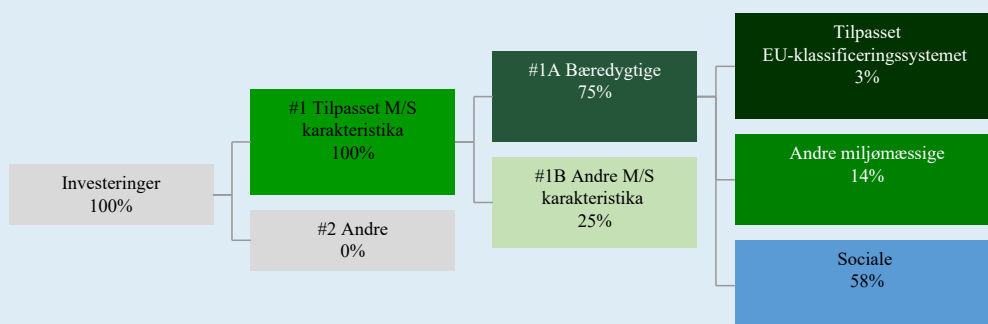 Investeringer
100%
#1 Tilpasset M/S
karakteristika
100%
#2 Andre
0%
#1A Bæredygtige
75%
#1B Andre M/S
karakteristika
25%
Tilpasset
EU-klassificeringssystemet
3%
Andre miljømæssige
14%
Sociale
58%